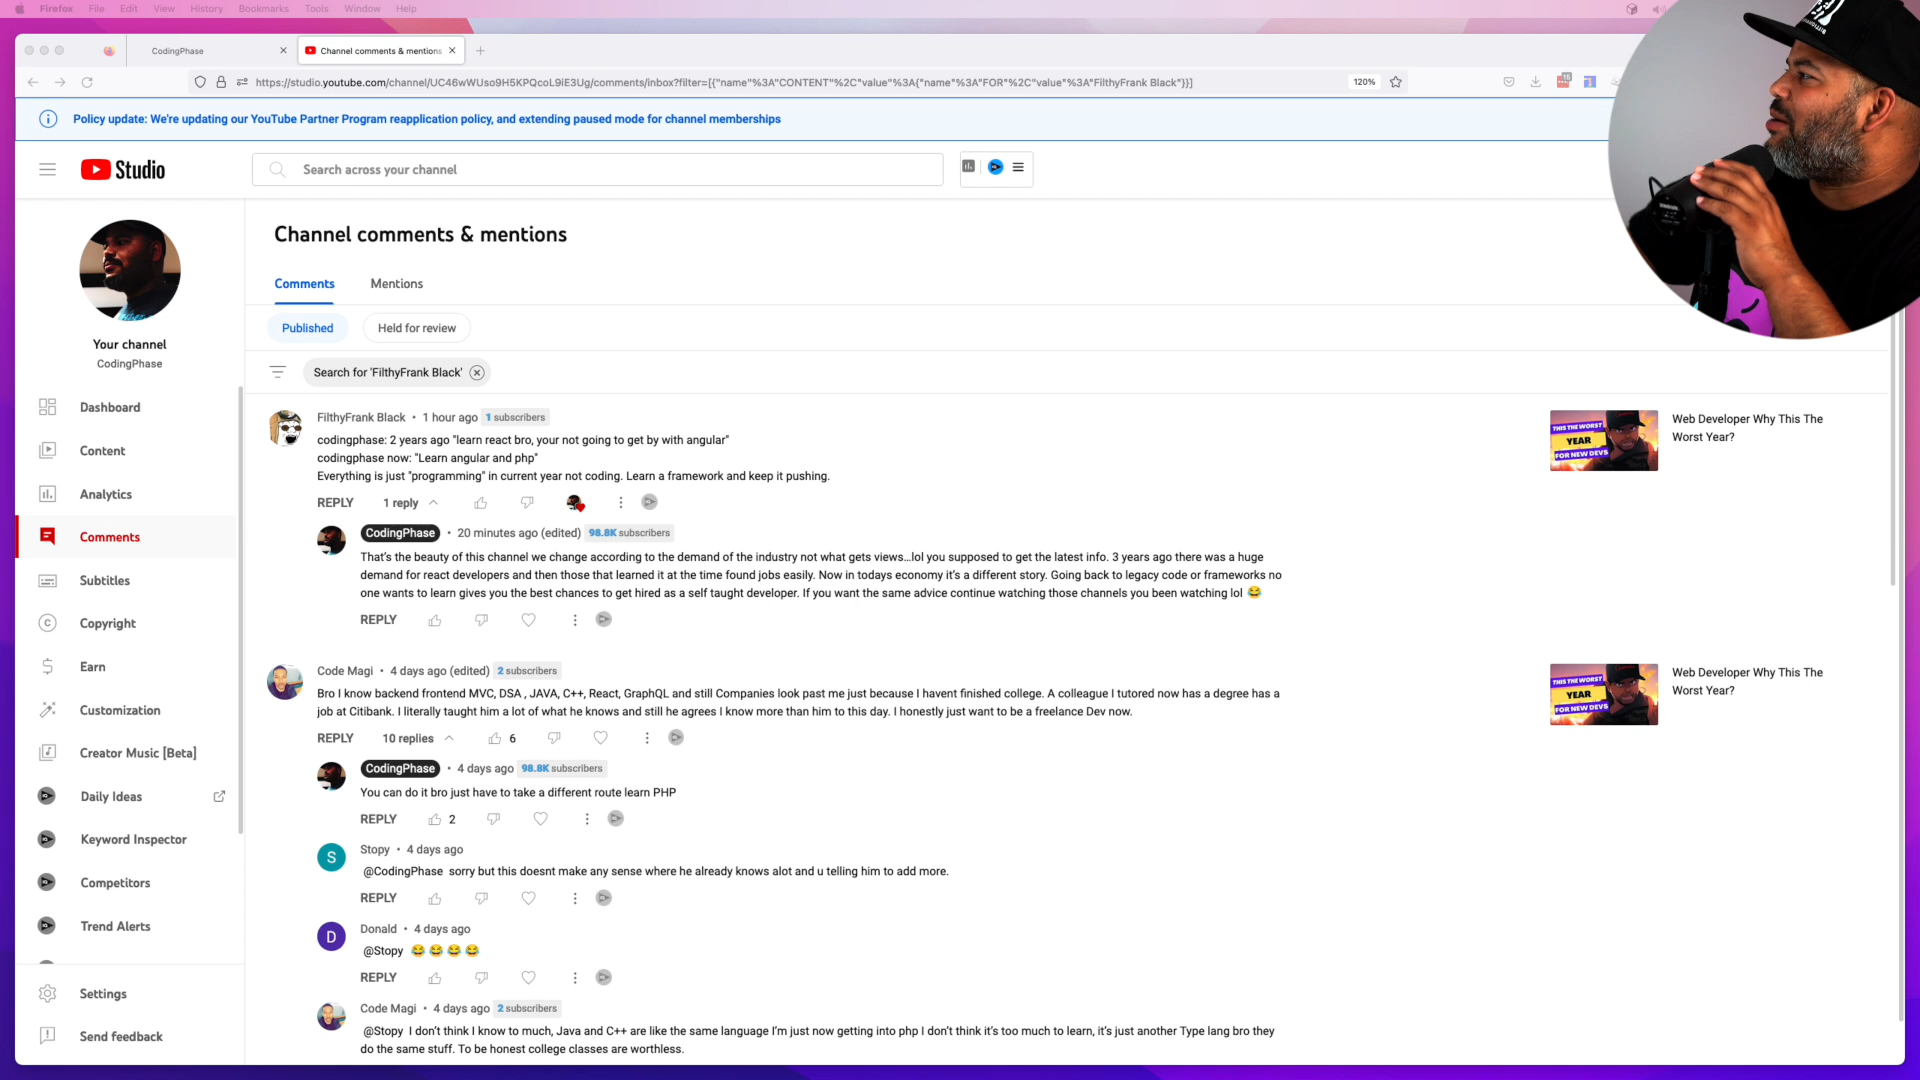 Firefox File Edit View History Bookmarks Tools Window Help
CodingPhase
Channel comments & mentions
https://studio.youtube.com/channel/UC46wWUso9H5KPQcoL9iE3Ug/comments/inbox?filter=[{"name"%3A"CONTENT"%2C"value"%3A{"name"%3A"FOR"%2C"value"%3A"FilthyFrank Black"}}]
120%
Policy update: We're updating our YouTube Partner Program reapplication policy, and extending paused mode for channel memberships
Studio
Search across your channel
Your channel
CodingPhase
Dashboard
Content
Analytics
Comments
Subtitles
Copyright
Earn
Customization
Creator Music [Beta]
Daily Ideas
Keyword Inspector
Competitors
Trend Alerts
Settings
Send feedback
Channel comments & mentions
Comments Mentions
Published Held for review
Search for 'FilthyFrank Black'
FilthyFrank Black • 1 hour ago 1 subscribers
codingphase: 2 years ago "learn react bro, your not going to get by with angular"
codingphase now: "Learn angular and php"
Everything is just "programming" in current year not coding. Learn a framework and keep it pushing.
REPLY 1 reply
CodingPhase • 20 minutes ago (edited) 98.8K subscribers
That's the beauty of this channel we change according to the demand of the industry not what gets views...lol you supposed to get the latest info. 3 years ago there was a huge
demand for react developers and then those that learned it at the time found jobs easily. Now in todays economy it's a different story. Going back to legacy code or frameworks no
one wants to learn gives you the best chances to get hired as a self taught developer. If you want the same advice continue watching those channels you been watching lol 😂
REPLY
THIS THE WORST
YEAR
FOR NEW DEVS
Web Developer Why This The
Worst Year?
Code Magi • 4 days ago (edited) 2 subscribers
Bro I know backend frontend MVC, DSA , JAVA, C++, React, GraphQL and still Companies look past me just because I havent finished college. A colleague I tutored now has a degree has a
job at Citibank. I literally taught him a lot of what he knows and still he agrees I know more than him to this day. I honestly just want to be a freelance Dev now.
REPLY 10 replies 6
THIS THE WORST
YEAR
FOR NEW DEVS
Web Developer Why This The
Worst Year?
CodingPhase • 4 days ago 98.8K subscribers
You can do it bro just have to take a different route learn PHP
REPLY 2
S
Stopy • 4 days ago
@CodingPhase sorry but this doesnt make any sense where he already knows alot and u telling him to add more.
REPLY
D
Donald • 4 days ago
@Stopy 😂 😂 😂 😂
REPLY
Code Magi • 4 days ago 2 subscribers
@Stopy I don't think I know to much, Java and C++ are like the same language I'm just now getting into php I don't think it's too much to learn, it's just another Type lang bro they
do the same stuff. To be honest college classes are worthless.